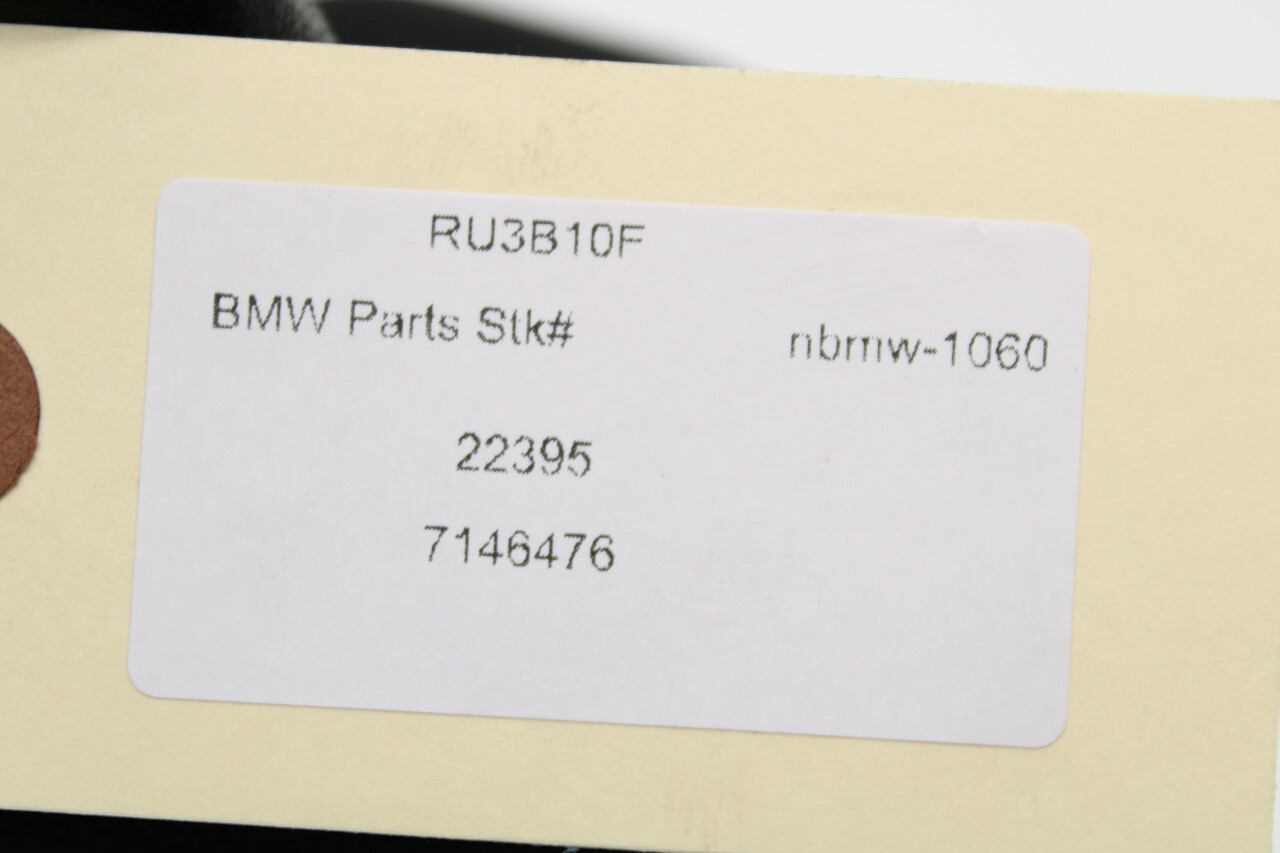 RU3B10F
BMW Parts Stk# nbmw-1060
22395
7146476